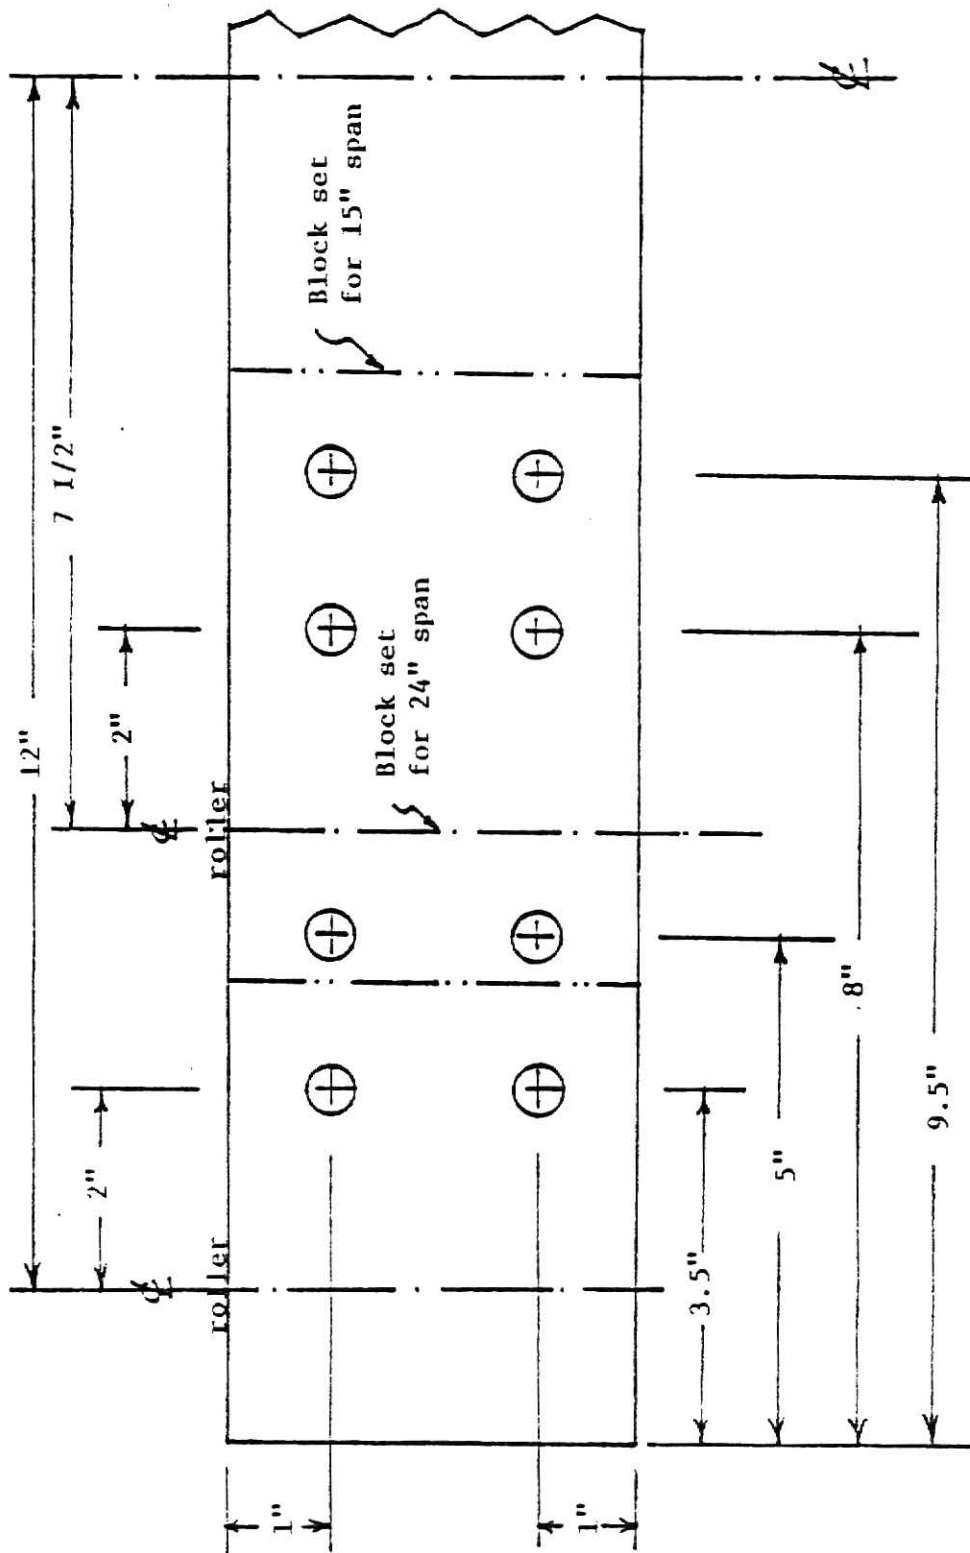 12"
7 1/2"
2"
2"
℄
roller
℄
roller
℄
Block set
for 15" span
Block set
for 24" span
1"
1"
3.5"
5"
8"
9.5"